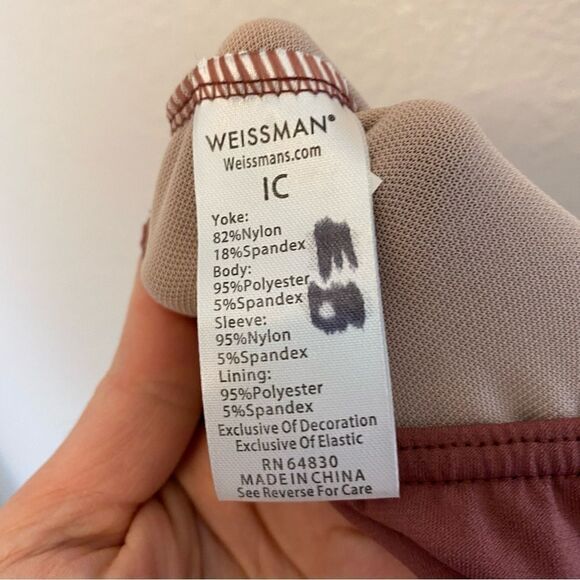 WEISSMAN®
Weissmans.com
IC
Yoke:
82%Nylon
18%Spandex
Body:
95%Polyester
5%Spandex
Sleeve:
95%Nylon
5%Spandex
Lining:
95%Polyester
5%Spandex
Exclusive Of Decoration
Exclusive Of Elastic
RN 64830
MADE IN CHINA
See Reverse For Care